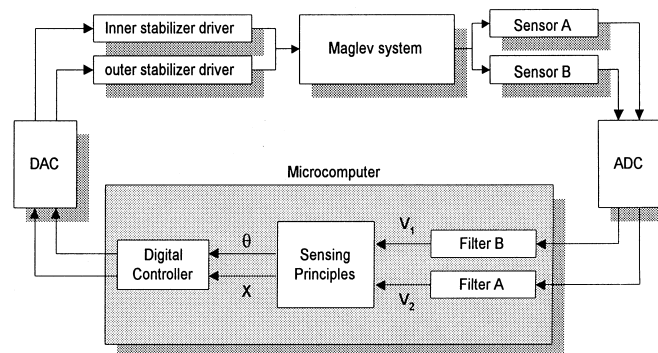 Inner stabilizer driver
outer stabilizer driver
Maglev system
Sensor A
Sensor B
DAC
ADC
Microcomputer
Digital
Controller
θ
X
Sensing
Principles
V1
V2
Filter B
Filter A